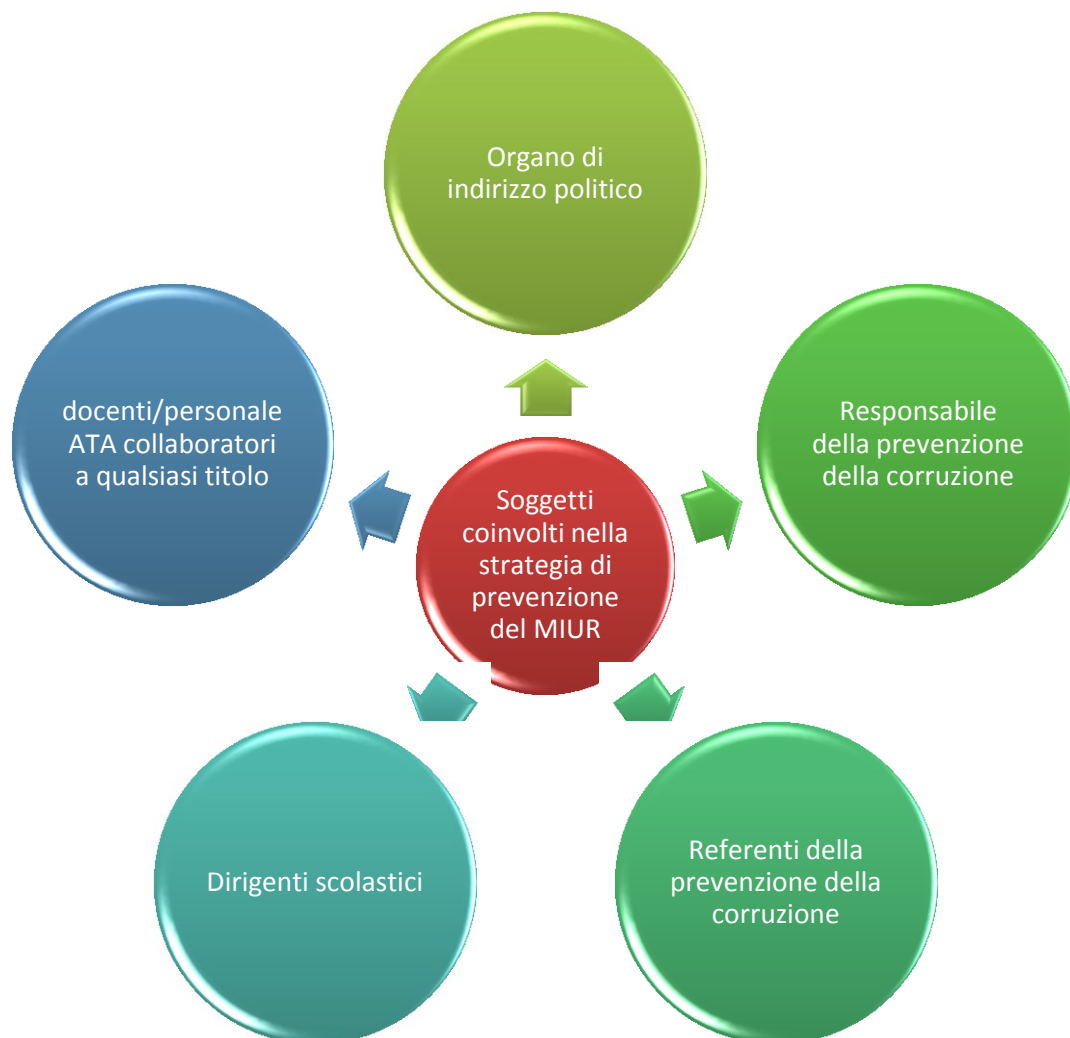 Organo di
indirizzo politico
docenti/personale
ATA collaboratori
a qualsiasi titolo
Responsabile
della prevenzione
della corruzione
Soggetti
coinvolti nella
strategia di
prevenzione
del MIUR
Dirigenti scolastici
Referenti della
prevenzione della
corruzione